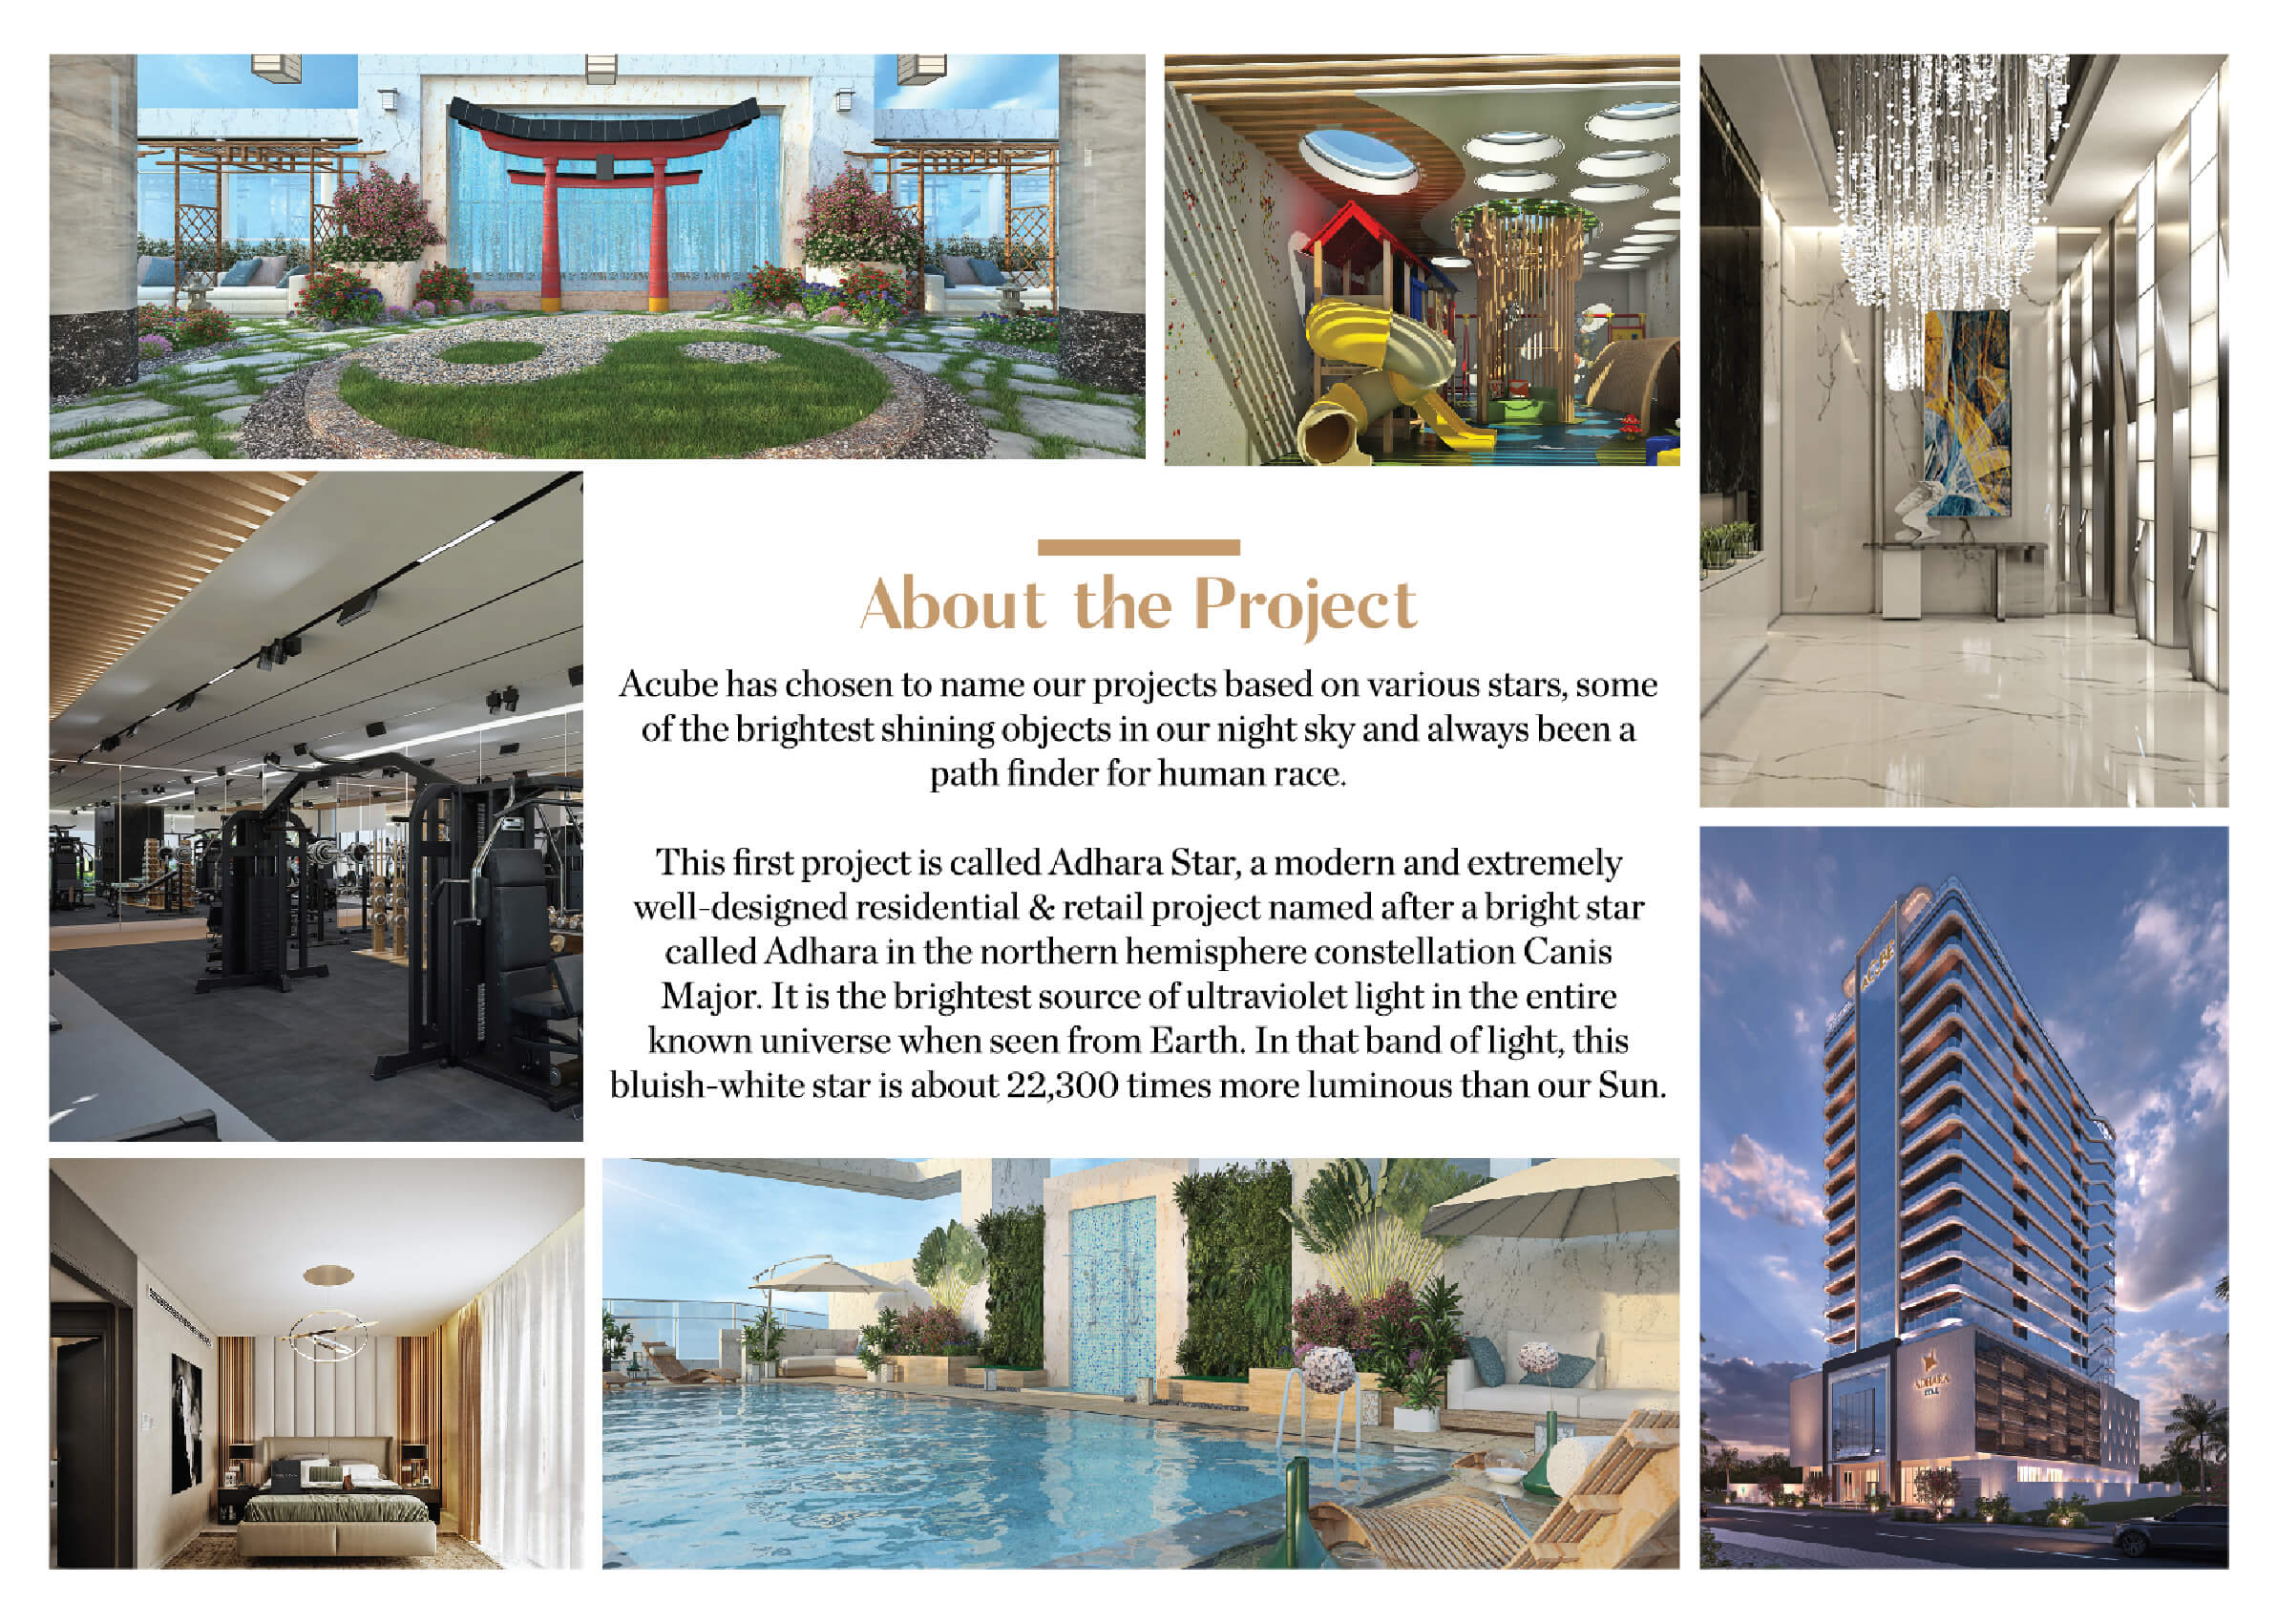 About the Project
Acube has chosen to name our projects based on various stars, some
of the brightest shining objects in our night sky and always been a
path finder for human race.
This first project is called Adhara Star, a modern and extremely
well-designed residential & retail project named after a bright star
called Adhara in the northern hemisphere constellation Canis
Major. It is the brightest source of ultraviolet light in the entire
known universe when seen from Earth. In that band of light, this
bluish-white star is about 22,300 times more luminous than our Sun.
ACUBE
ADHARA
STAR